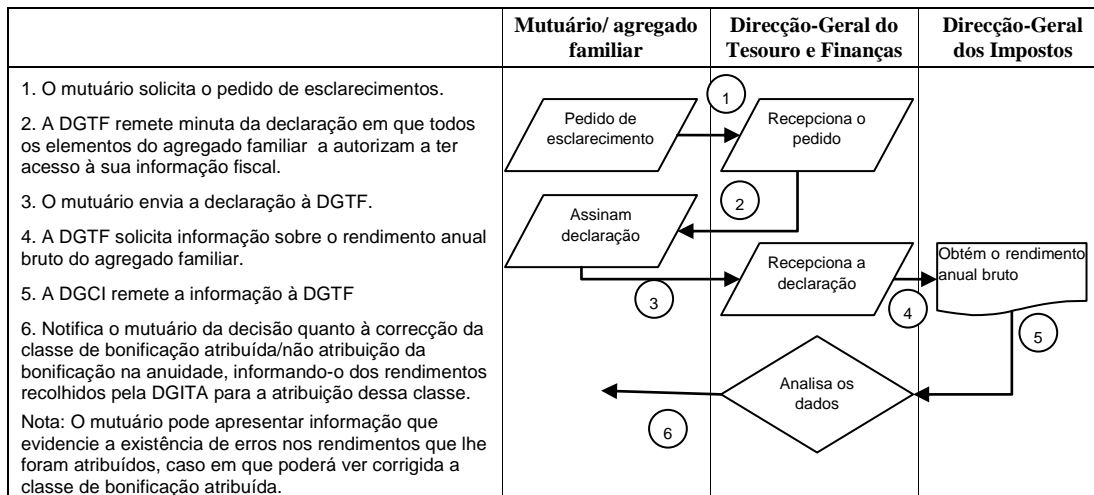 Mutuário/ agregado
familiar
Direcção-Geral do
Tesouro e Finanças
Direcção-Geral
dos Impostos
1. O mutuário solicita o pedido de esclarecimentos.
2. A DGTF remete minuta da declaração em que todos
os elementos do agregado familiar a autorizam a ter
acesso à sua informação fiscal.
3. O mutuário envia a declaração à DGTF.
4. A DGTF solicita informação sobre o rendimento anual
bruto do agregado familiar.
5. A DGCI remete a informação à DGTF
6. Notifica o mutuário da decisão quanto à correcção da
classe de bonificação atribuída/não atribuição da
bonificação na anuidade, informando-o dos rendimentos
recolhidos pela DGITA para a atribuição dessa classe.
Nota: O mutuário pode apresentar informação que
evidencie a existência de erros nos rendimentos que lhe
foram atribuídos, caso em que poderá ver corrigida a
classe de bonificação atribuída.
Pedido de
esclarecimento
1
Recepciona o
pedido
2
Assinam
declaração
3
Recepciona a
declaração
4
Obtém o rendimento
anual bruto
5
Analisa os
dados
6